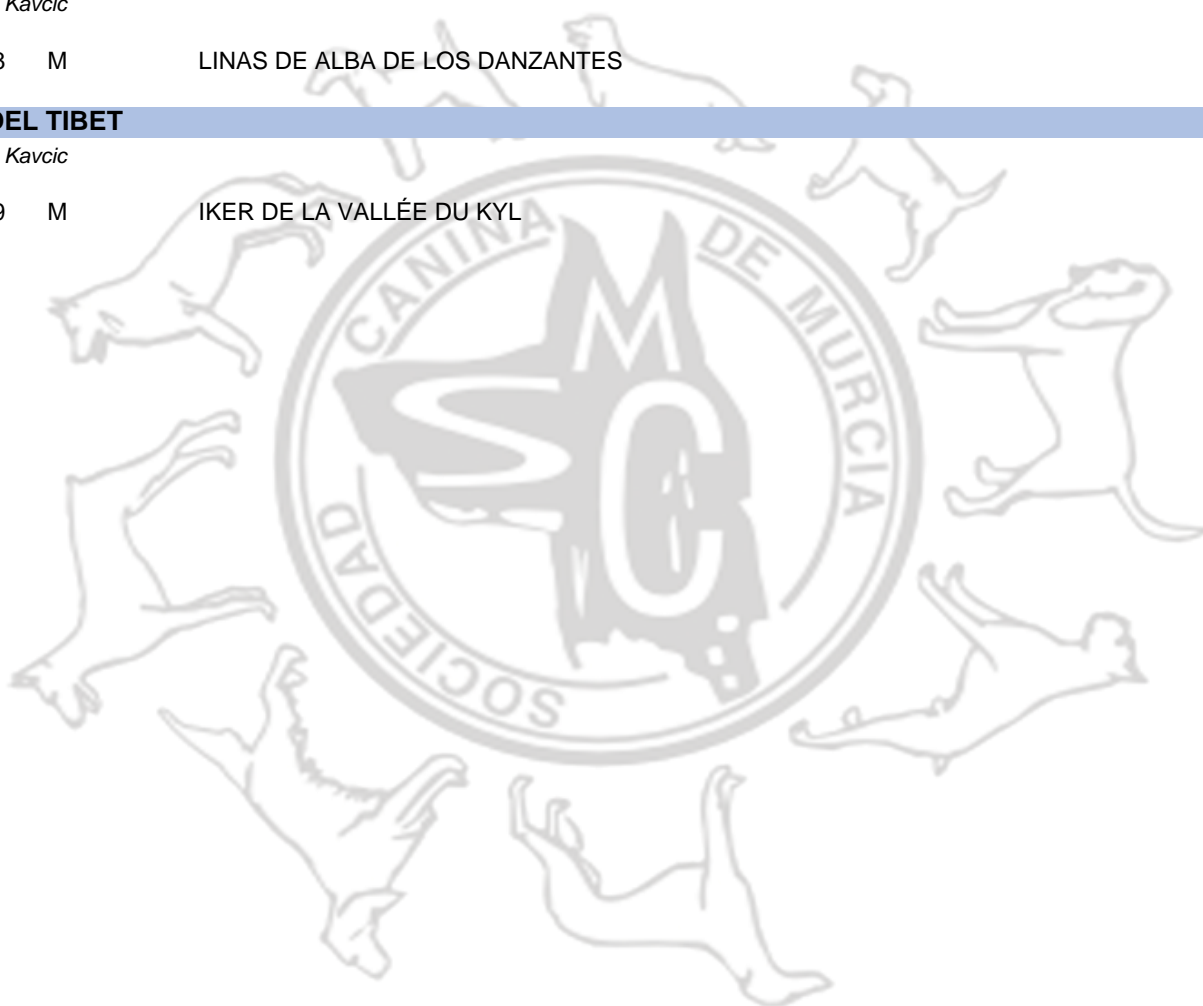 Kavcic
8 M LINAS DE ALBA DE LOS DANZANTES
DEL TIBET
Kavcic
9 M IKER DE LA VALLÉE DU KYL
SOCIEDAD CANINA DE MURCIA
SMC